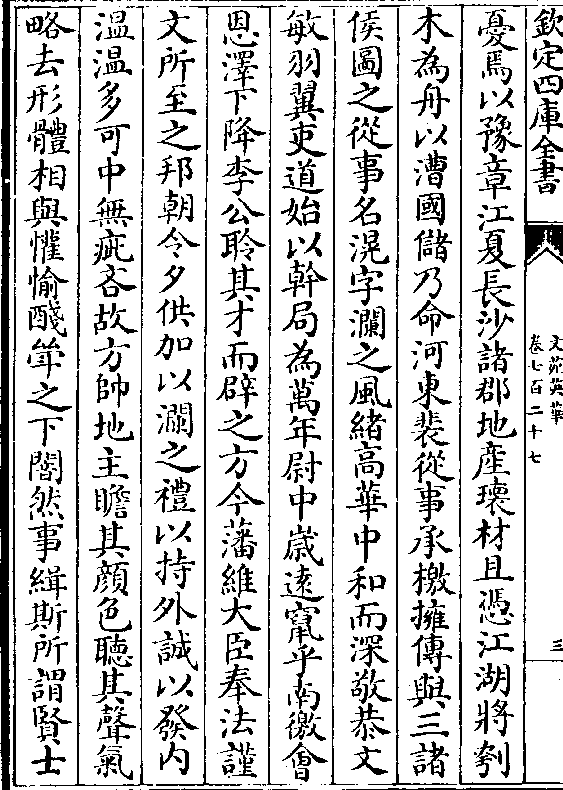 欽定四庫全書
文苑英華
卷七百二十七
三
憂焉以豫章江夏長沙諸郡地産瓌材且憑江湖將刳
木為舟以漕國儲乃命河東裴從事承檄擁傳與三諸
侯圖之從事名滉字瀾之風緒高華中和而深敬恭文
敏羽翼吏道始以幹局為萬年尉中歲遠竄乎南徼會
恩澤下降李公聆其才而辟之方今藩維大臣奉法謹
文所至之邦朝令夕供加以瀾之禮以持外誠以發内
温温多可中無疵吝故方帥地主瞻其顔色聽其聲氣
略去形體相與懽愉醆斝之下闇然事緝斯所謂賢士